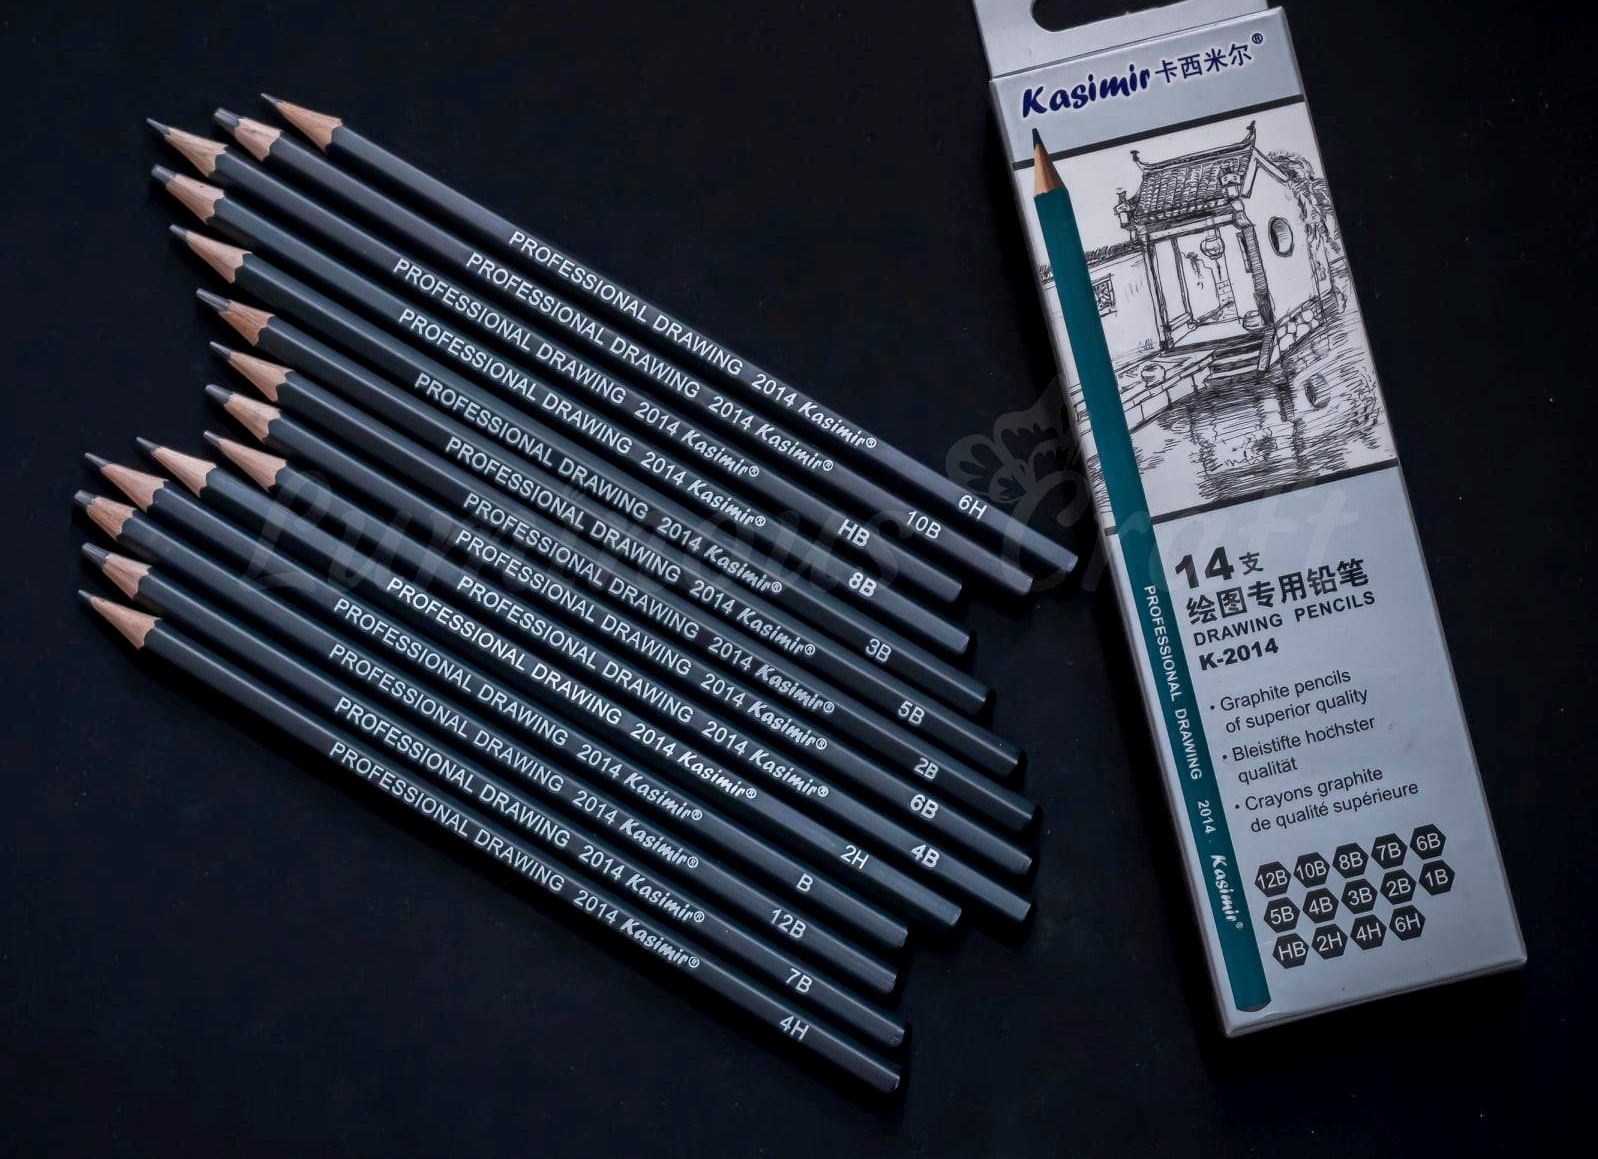 PROFESSIONAL DRAWING 2014 Kasimir® 6H
PROFESSIONAL DRAWING 2014 Kasimir® 10B
PROFESSIONAL DRAWING 2014 Kasimir® HB
PROFESSIONAL DRAWING 2014 Kasimir® 8B
PROFESSIONAL DRAWING 2014 Kasimir® 3B
PROFESSIONAL DRAWING 2014 Kasimir® 5B
PROFESSIONAL DRAWING 2014 Kasimir® 2B
PROFESSIONAL DRAWING 2014 Kasimir® 6B
PROFESSIONAL DRAWING 2014 Kasimir® 4B
PROFESSIONAL DRAWING 2014 Kasimir® 2H
PROFESSIONAL DRAWING 2014 Kasimir® B
PROFESSIONAL DRAWING 2014 Kasimir® 12B
PROFESSIONAL DRAWING 2014 Kasimir® 7B
PROFESSIONAL DRAWING 2014 Kasimir® 4H
Luminous Craft
Kasimir 卡西米尔®
PROFESSIONAL DRAWING 2014 Kasimir®
14支
绘图专用铅笔
DRAWING PENCILS
K-2014
• Graphite pencils
of superior quality
• Bleistifte höchster
qualität
• Crayons graphite
de qualité supérieure
12B 10B 8B 7B 6B
5B 4B 3B 2B 1B
HB 2H 4H 6H